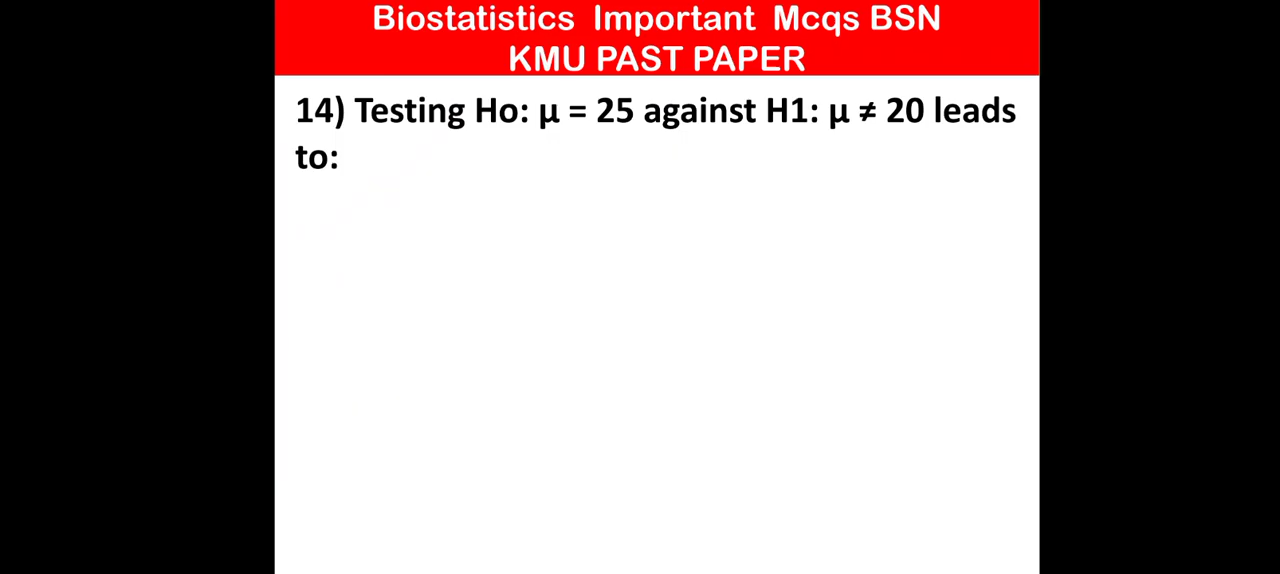 Biostatistics Important Mcqs BSN
KMU PAST PAPER
14) Testing Ho: μ = 25 against H1: μ ≠ 20 leads
to: